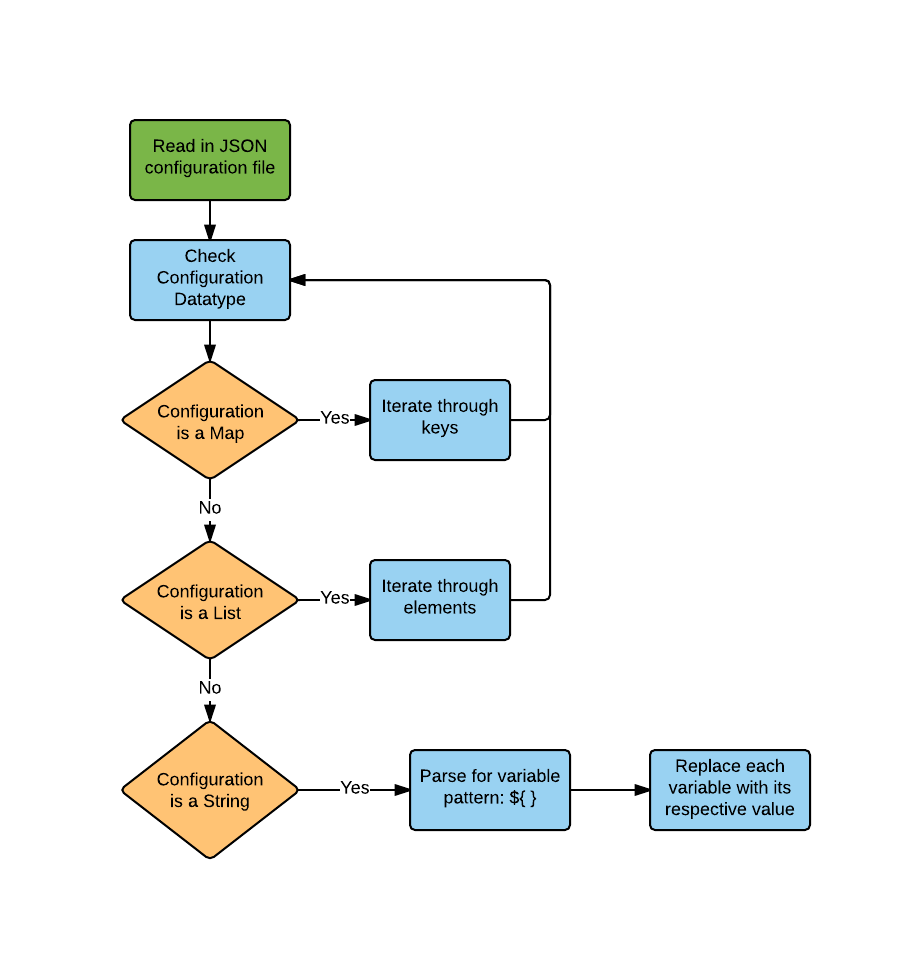 Read in JSON
configuration file
Check
Configuration
Datatype
Configuration
is a Map
Yes
Iterate through
keys
No
Configuration
is a List
Yes
Iterate through
elements
No
Configuration
is a String
Yes
Parse for variable
pattern: ${ }
Replace each
variable with its
respective value